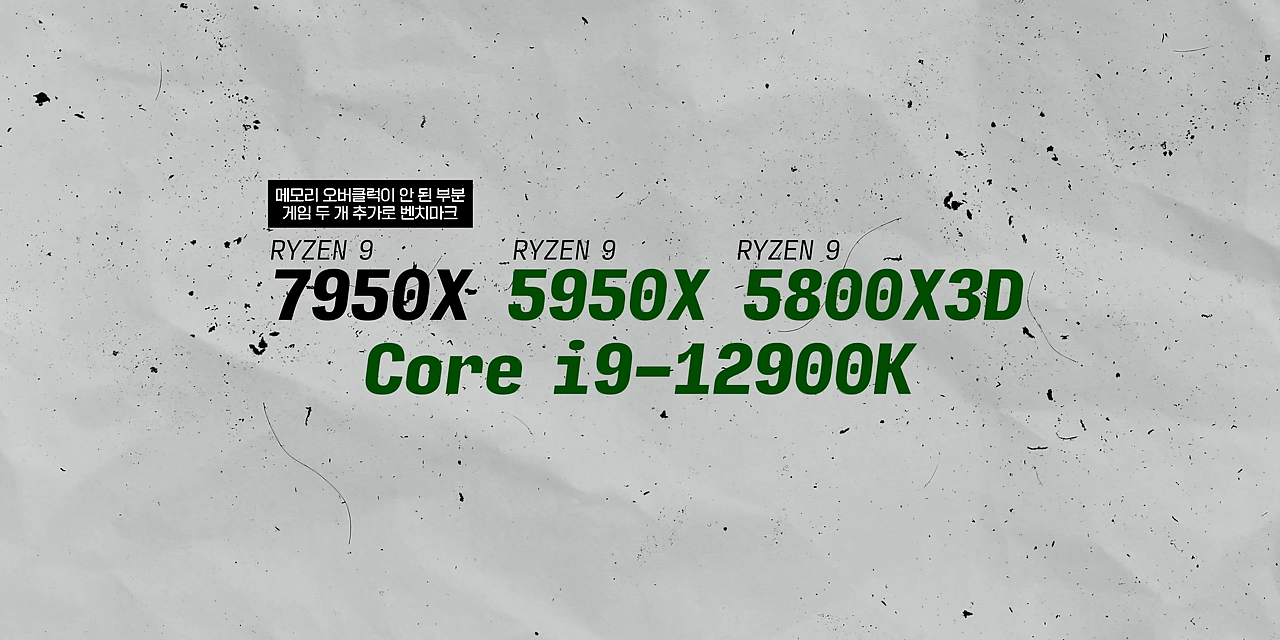 메모리 오버클럭이 안 된 부분
게임 두 개 추가로 벤치마크
RYZEN 9 RYZEN 9 RYZEN 9
7950X 5950X 5800X3D
Core i9-12900K